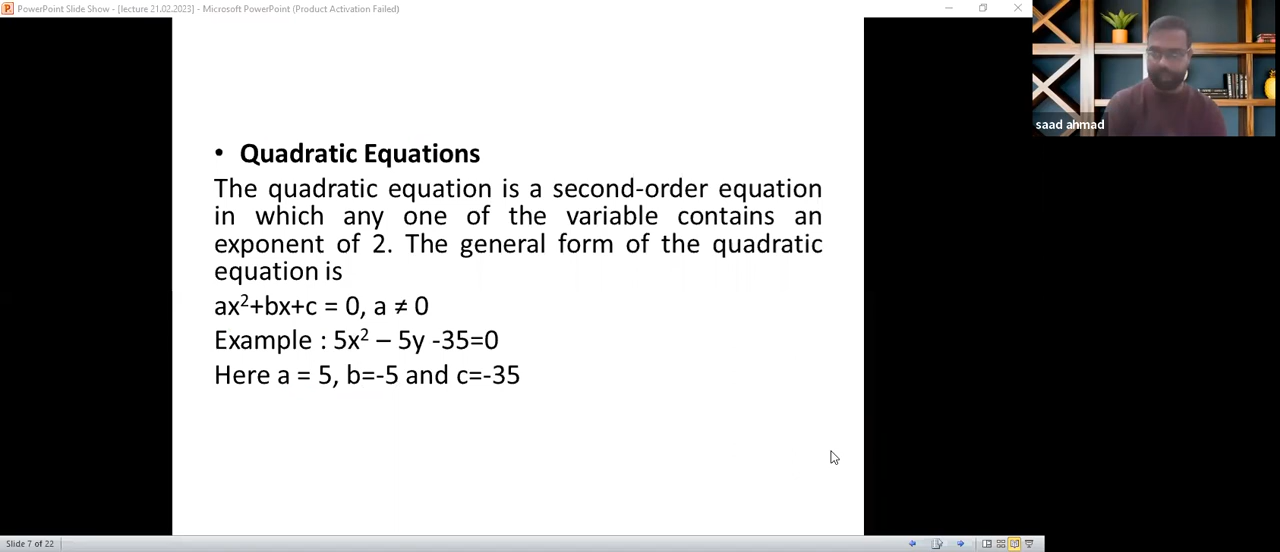 PowerPoint Slide Show - [lecture 21.02.2023] - Microsoft PowerPoint (Product Activation Failed)
saad ahmad
• Quadratic Equations
The quadratic equation is a second-order equation
in which any one of the variable contains an
exponent of 2. The general form of the quadratic
equation is
ax²+bx+c = 0, a ≠ 0
Example : 5x² – 5y -35=0
Here a = 5, b=-5 and c=-35
Slide 7 of 22